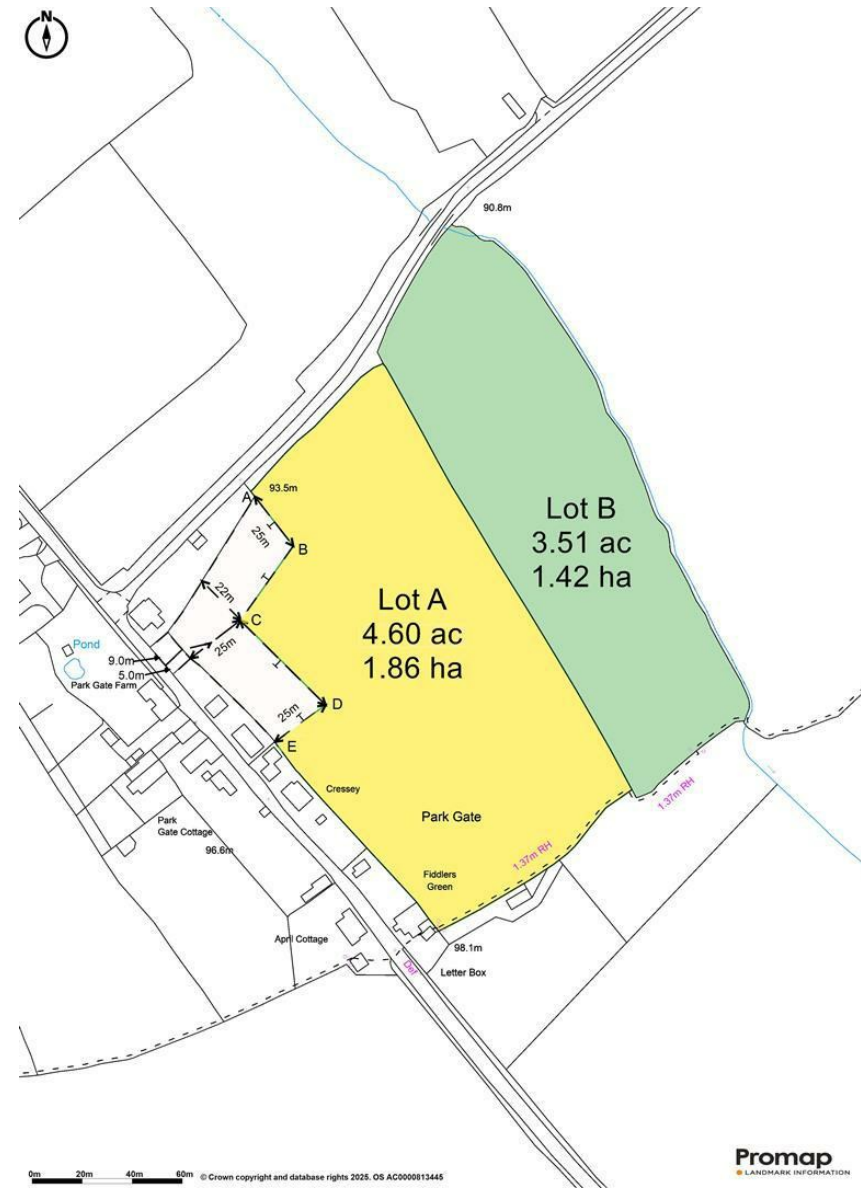 N
90.8m
A
93.5m
25m
B
Lot B
3.51 ac
1.42 ha
22m
Lot A
4.60 ac
1.86 ha
C
25m
Pond
9.0m
5.0m
Park Gate Farm
25m
D
E
Cressey
1.37m RH
Park Gate
Park
Gate Cottage
96.6m
1.37m RH
Fiddlers
Green
April Cottage
98.1m
Def
Letter Box
0m 20m 40m 60m © Crown copyright and database rights 2025. OS AC0000813445
Promap
LANDMARK INFORMATION